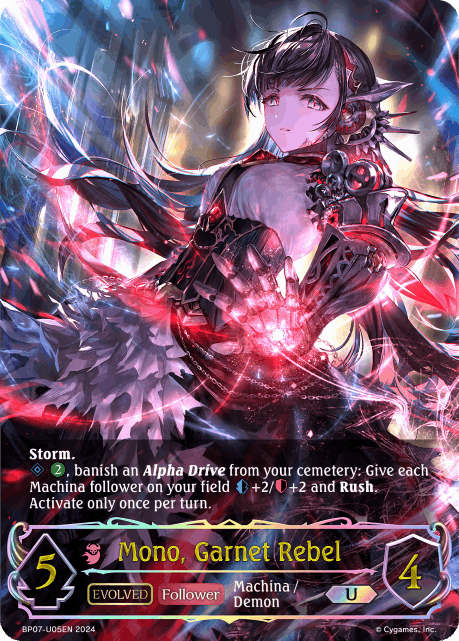 Storm.
2, banish an Alpha Drive from your cemetery: Give each
Machina follower on your field +2/+2 and Rush.
Activate only once per turn.
Mono, Garnet Rebel
5
EVOLVED Follower Machina / Demon U
4
BP07-U05EN 2024 © Cygames, Inc.